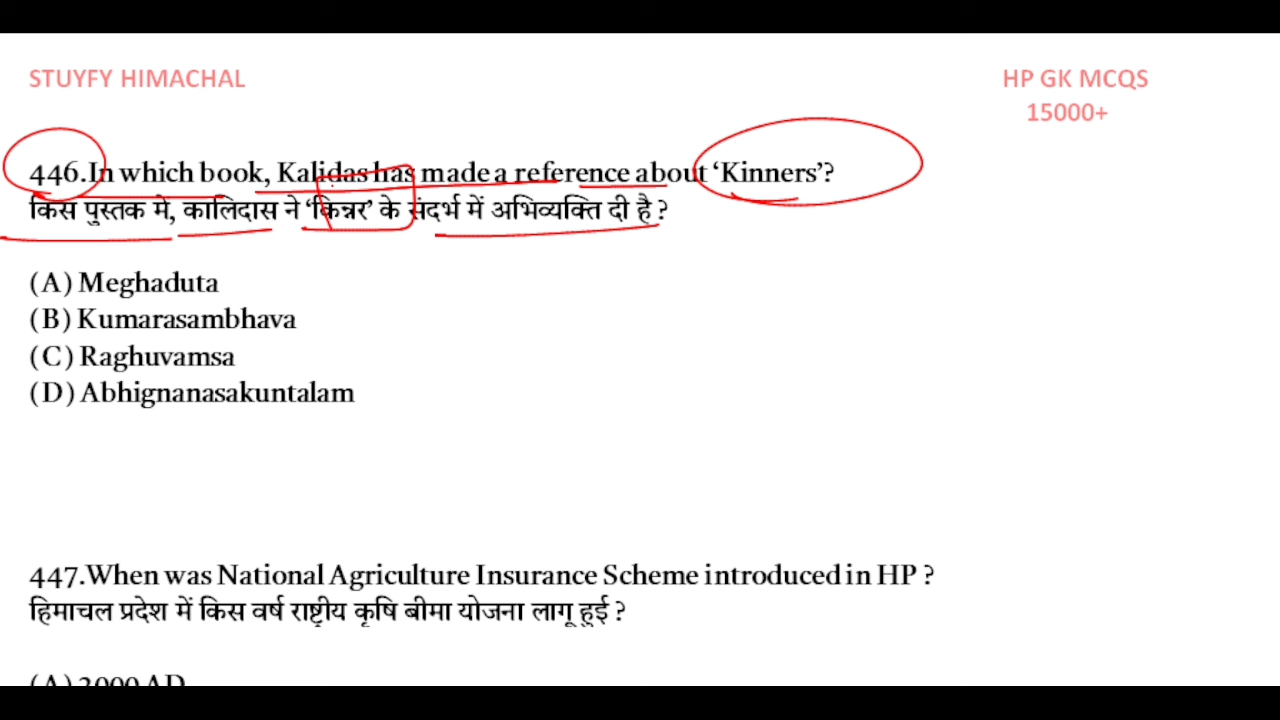 STUYFY HIMACHAL
HP GK MCQS
15000+
446.In which book, Kalidas has made a reference about ‘Kinners’?
किस पुस्तक मे, कालिदास ने ‘किन्नर’ के संदर्भ में अभिव्यक्ति दी है ?
(A) Meghaduta
(B) Kumarasambhava
(C) Raghuvamsa
(D) Abhignanasakuntalam
447.When was National Agriculture Insurance Scheme introduced in HP ?
हिमाचल प्रदेश में किस वर्ष राष्ट्रीय कृषि बीमा योजना लागू हुई ?
(A) 2000 AD